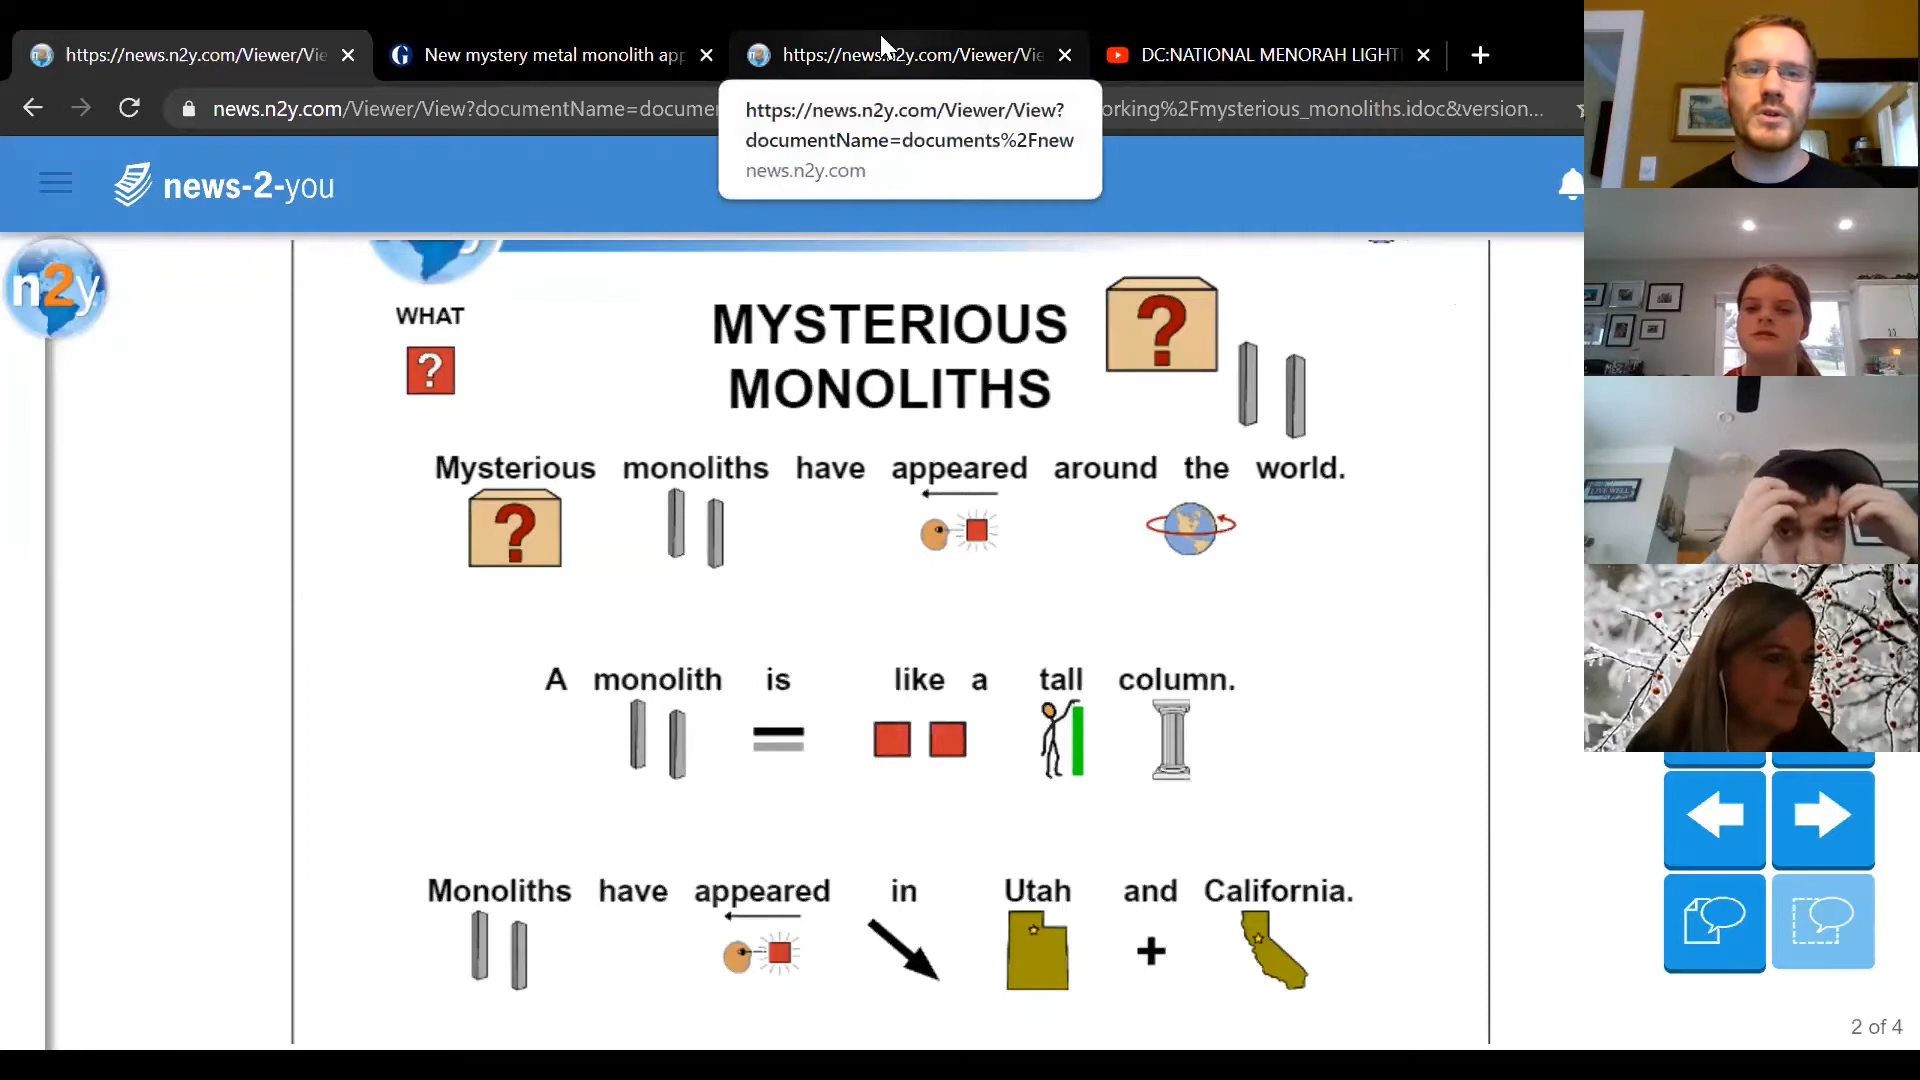 https://news.n2y.com/Viewer/Vie
New mystery metal monolith app
https://news.n2y.com/Viewer/Vie
DC:NATIONAL MENORAH LIGHTI
news.n2y.com/Viewer/View?documentName=docume
orking%2Fmysterious_monoliths.idoc&version...
https://news.n2y.com/Viewer/View?
documentName=documents%2Fnew
news.n2y.com
news-2-you
n2y
WHAT
?
MYSTERIOUS
MONOLITHS
?
Mysterious monoliths have appeared around the world.
?
A monolith is like a tall column.
Monoliths have appeared in Utah and California.
+
LIVE WELL
2 of 4